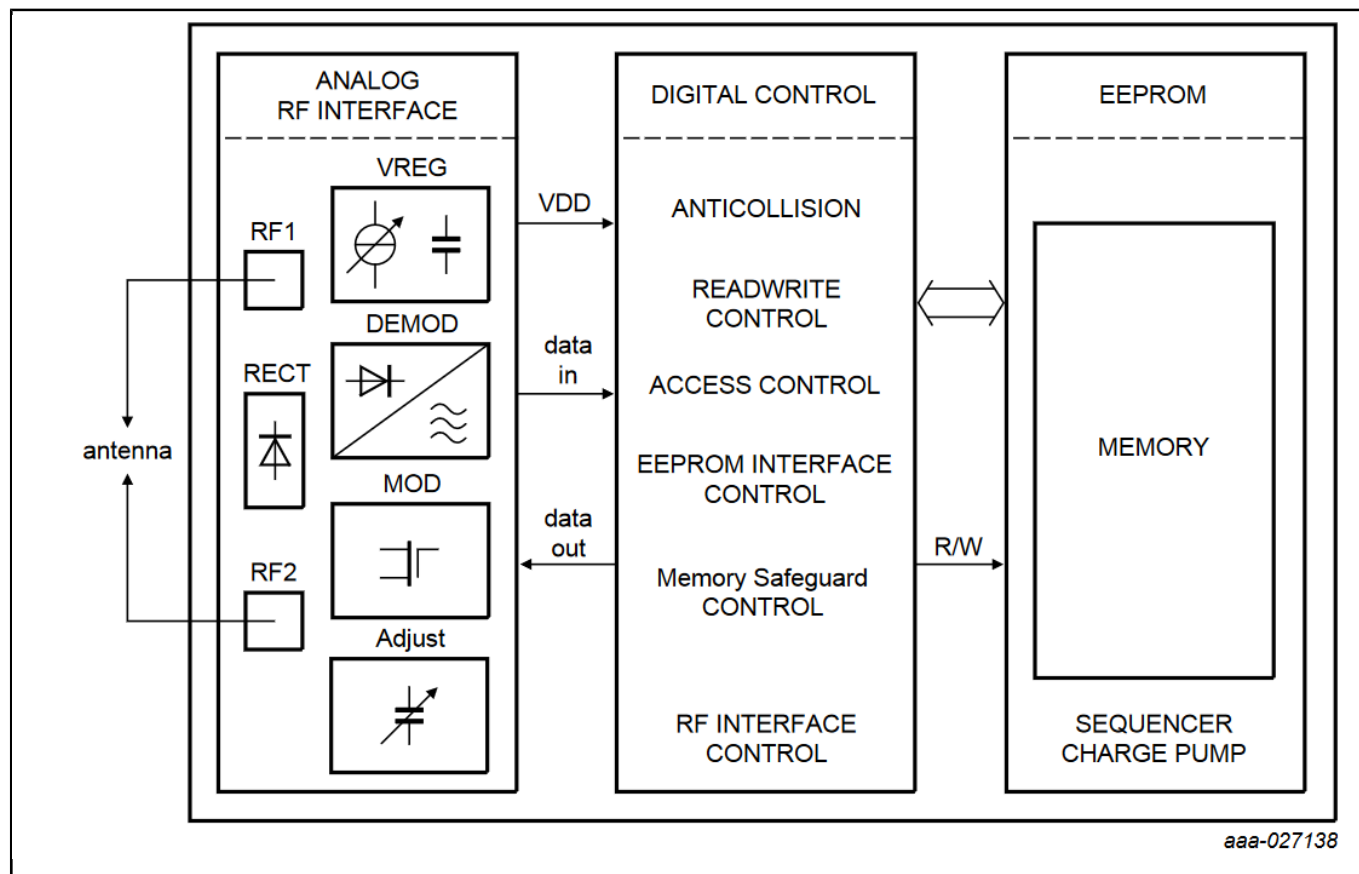 ANALOG
RF INTERFACE
VREG
RF1
DEMOD
RECT
antenna
MOD
RF2
Adjust
VDD
data
in
data
out
DIGITAL CONTROL
ANTICOLLISION
READWRITE
CONTROL
ACCESS CONTROL
EEPROM INTERFACE
CONTROL
Memory Safeguard
CONTROL
RF INTERFACE
CONTROL
R/W
EEPROM
MEMORY
SEQUENCER
CHARGE PUMP
aaa-027138